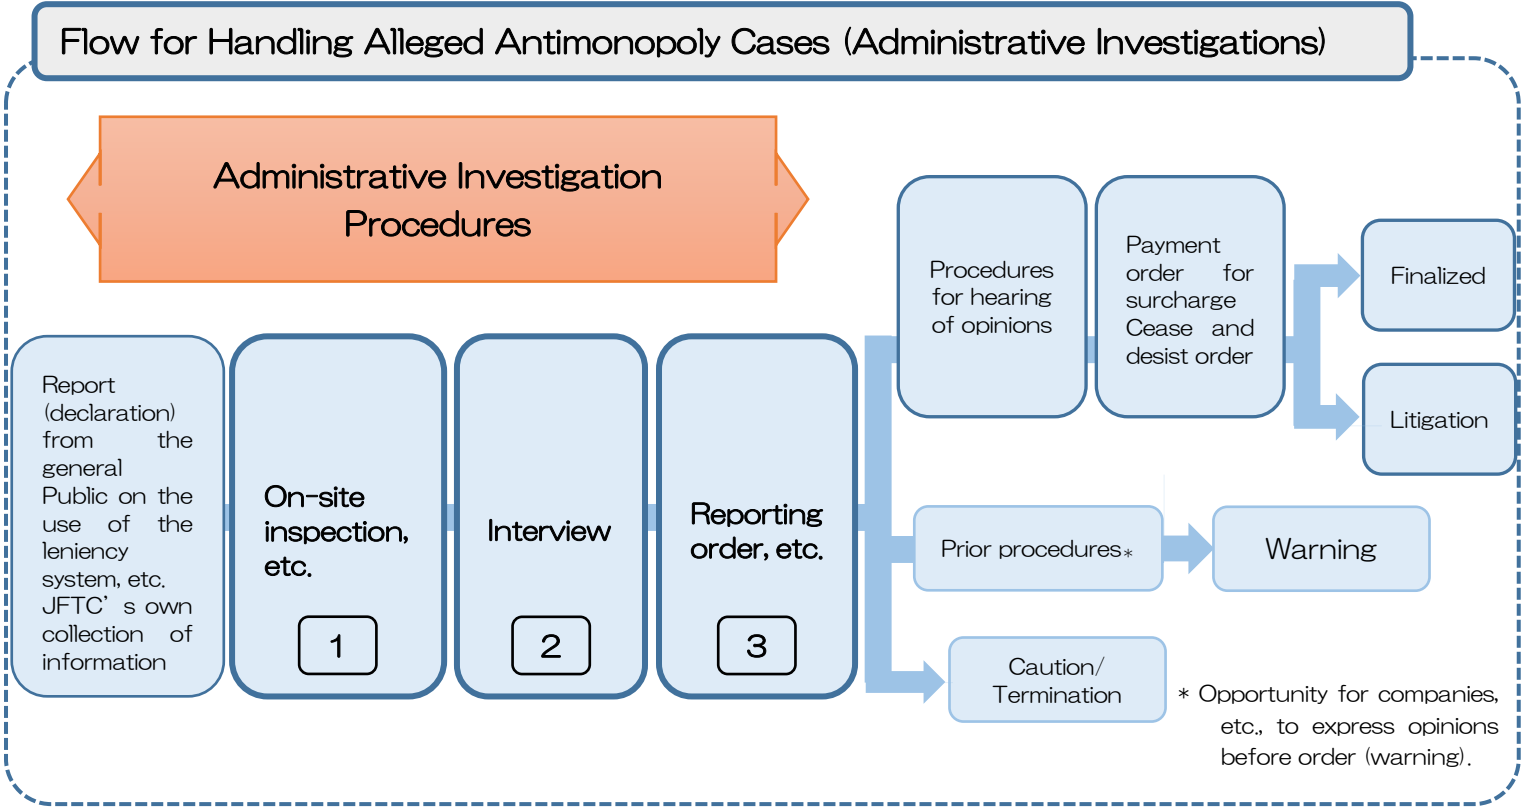 Flow for Handling Alleged Antimonopoly Cases (Administrative Investigations)
Administrative Investigation
Procedures
Report
(declaration)
from the
general
Public on the
use of the
leniency
system, etc.
JFTC’s own
collection of
information
On-site
inspection,
etc.
1
Interview
2
Reporting
order, etc.
3
Procedures
for hearing
of opinions
Payment
order for
surcharge
Cease and
desist order
Finalized
Litigation
Prior procedures*
Warning
Caution/
Termination
* Opportunity for companies,
etc., to express opinions
before order (warning).